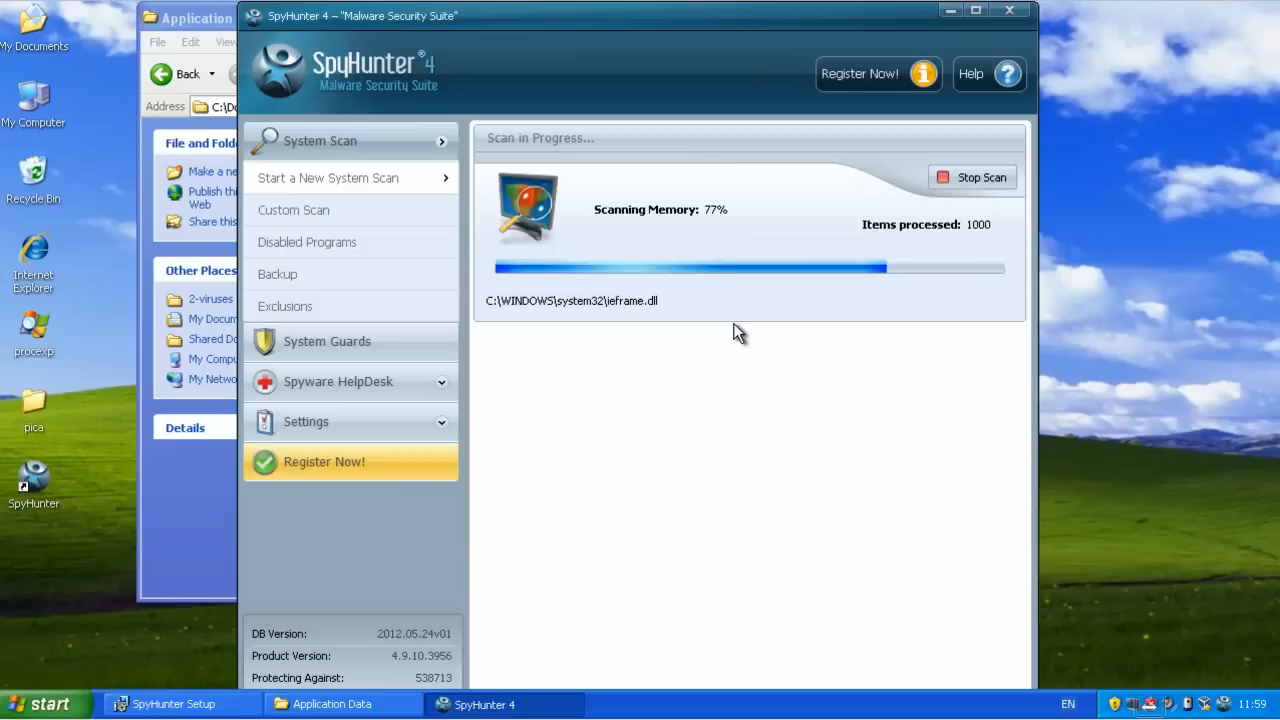 My Documents
My Computer
Recycle Bin
Internet
Explorer
procexp
pica
SpyHunter
Application
File Edit View
Back
Address C:\Do
File and Folde
Make a ne
Publish this
Web
Share this
Other Places
2-viruses
My Docum
Shared Do
My Compu
My Netwo
Details
SpyHunter 4 – "Malware Security Suite"
SpyHunter® 4
Malware Security Suite
Register Now!
Help
System Scan
Start a New System Scan
Custom Scan
Disabled Programs
Backup
Exclusions
System Guards
Spyware HelpDesk
Settings
Register Now!
DB Version: 2012.05.24v01
Product Version: 4.9.10.3956
Protecting Against: 538713
Scan in Progress...
Stop Scan
Scanning Memory: 77%
Items processed: 1000
C:\WINDOWS\system32\ieframe.dll
start
SpyHunter Setup
Application Data
SpyHunter 4
EN
11:59